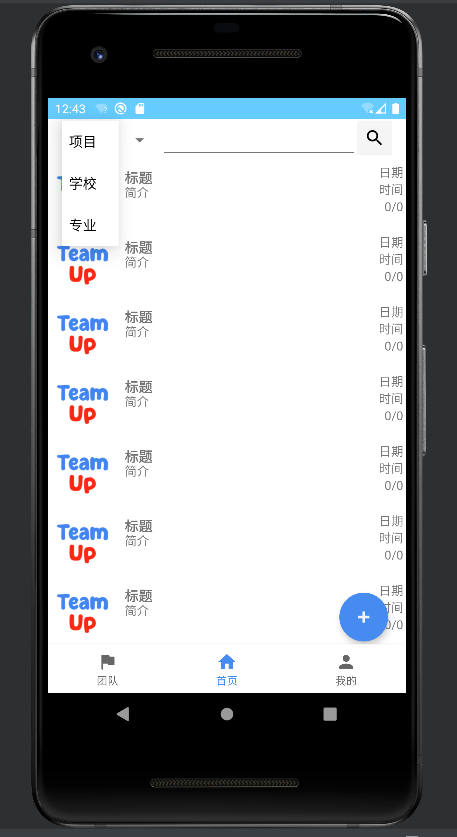 12:43
项目
学校
专业
Team
标题
简介
日期
时间
0/0
Team
Up
标题
简介
日期
时间
0/0
Team
Up
标题
简介
日期
时间
0/0
Team
Up
标题
简介
日期
时间
0/0
Team
Up
标题
简介
日期
时间
0/0
Team
Up
标题
简介
日期
时间
0/0
Team
Up
标题
简介
日期
时间
0/0
+
团队
首页
我的